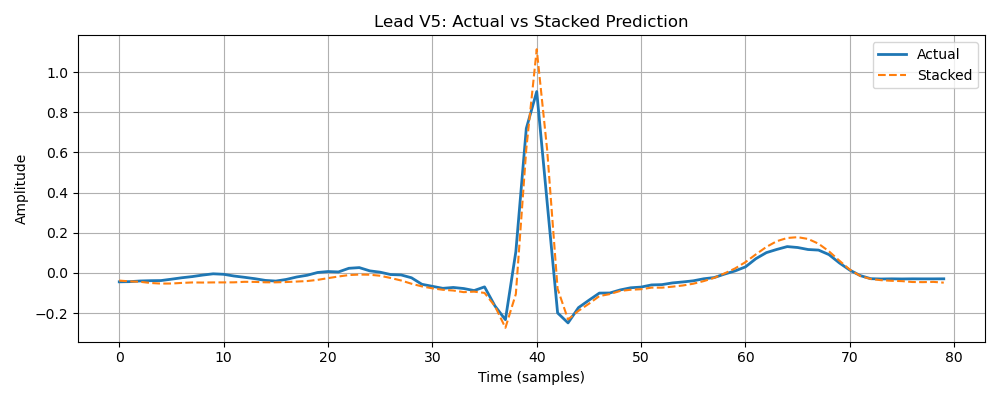 Lead V5: Actual vs Stacked Prediction
Actual
Stacked
Amplitude
1.0
0.8
0.6
0.4
0.2
0.0
−0.2
0 10 20 30 40 50 60 70 80
Time (samples)